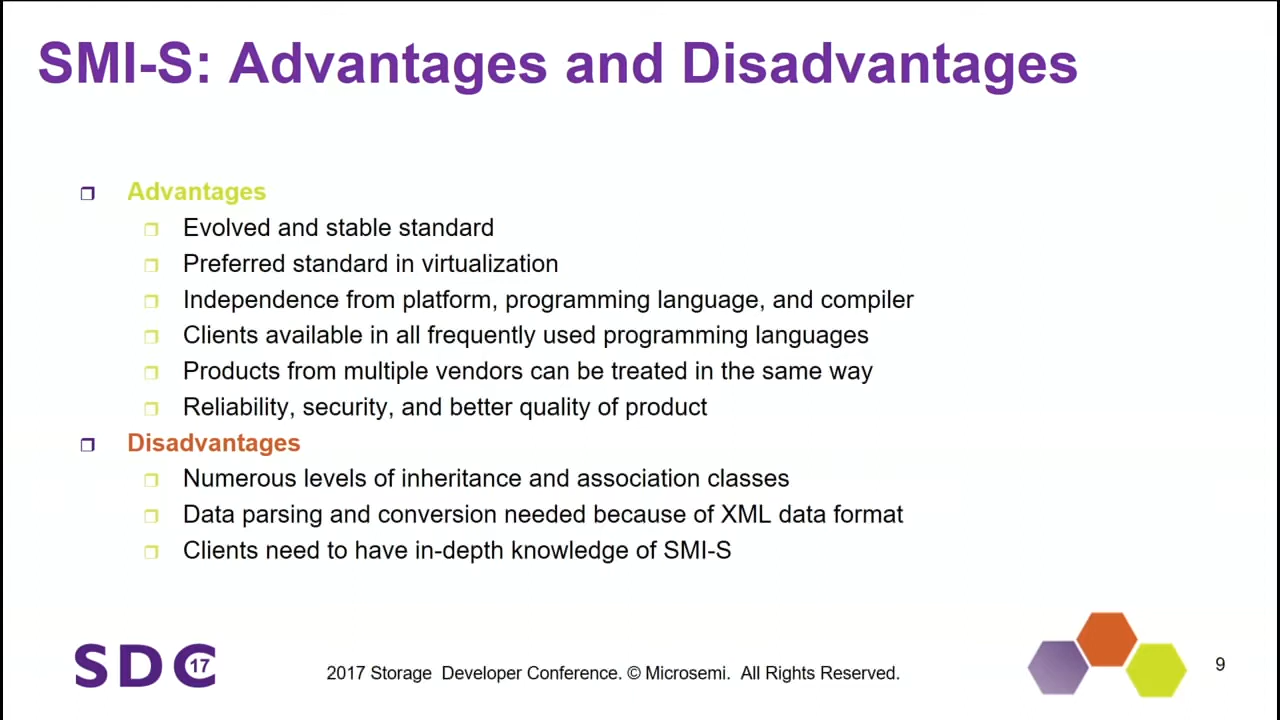 SMI-S: Advantages and Disadvantages
Advantages
Evolved and stable standard
Preferred standard in virtualization
Independence from platform, programming language, and compiler
Clients available in all frequently used programming languages
Products from multiple vendors can be treated in the same way
Reliability, security, and better quality of product
Disadvantages
Numerous levels of inheritance and association classes
Data parsing and conversion needed because of XML data format
Clients need to have in-depth knowledge of SMI-S
SDC 17
2017 Storage Developer Conference. © Microsemi. All Rights Reserved.
9